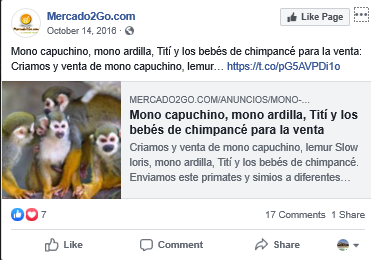 Mercado2Go.com
Like Page
October 14, 2016 ·
Mono capuchino, mono ardilla, Tití y los bebés de chimpancé para la venta:
Criamos y venta de mono capuchino, lemur… https://t.co/pG5AVPDi1o
MERCADO2GO.COM/ANUNCIOS/MONO-...
Mono capuchino, mono ardilla, Tití y los
bebés de chimpancé para la venta
Criamos y venta de mono capuchino, lemur Slow
loris, mono ardilla, Tití y los bebés de chimpancé.
Enviamos este primates y simios a diferentes…
7
17 Comments 1 Share
Like Comment Share